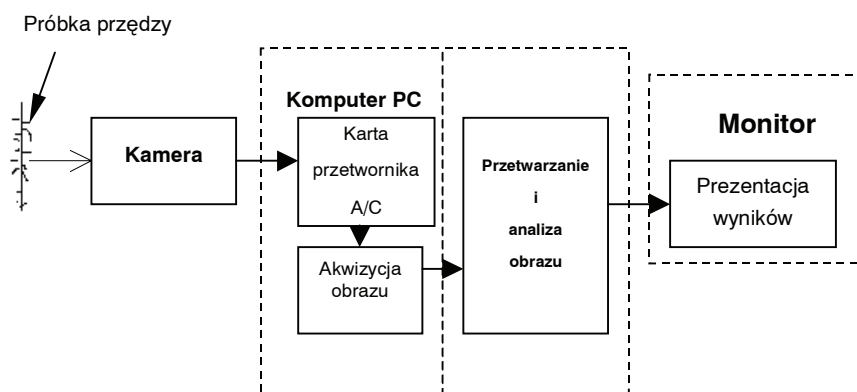 Próbka przędzy
Kamera
Komputer PC
Karta
przetwornika
A/C
Akwizycja
obrazu
Przetwarzanie
i
analiza
obrazu
Monitor
Prezentacja
wyników